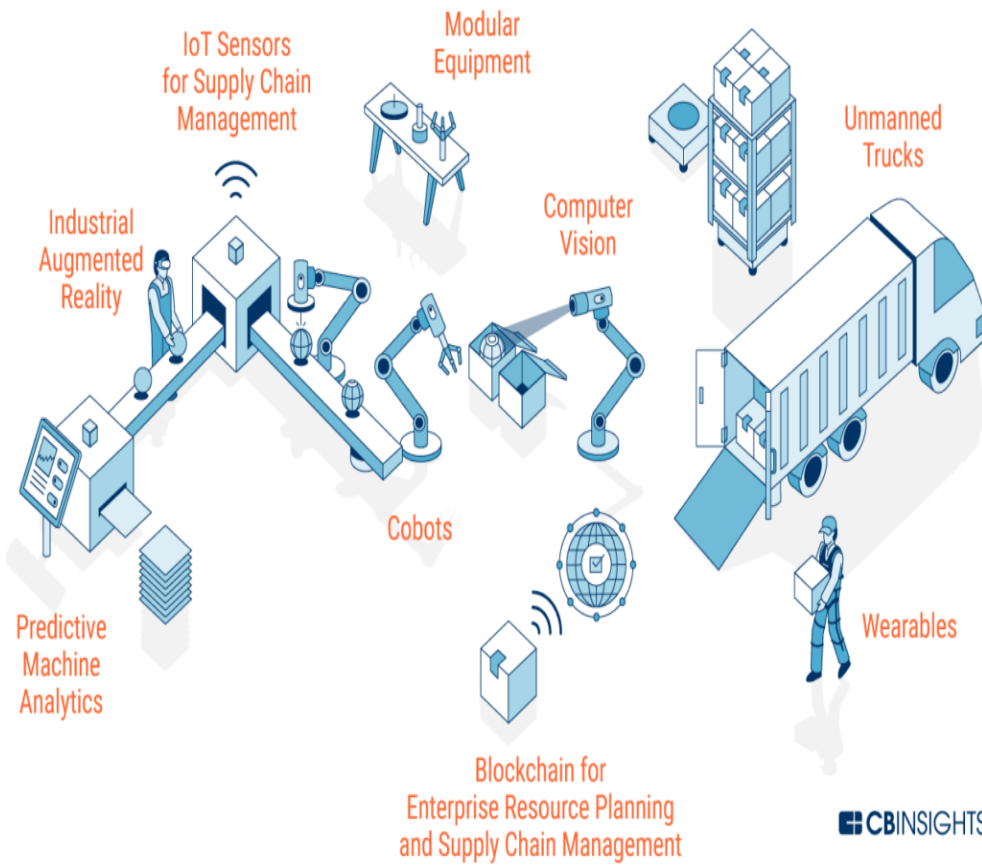 IoT Sensors
for Supply Chain
Management
Modular
Equipment
Unmanned
Trucks
Industrial
Augmented
Reality
Computer
Vision
Cobots
Predictive
Machine
Analytics
Wearables
Blockchain for
Enterprise Resource Planning
and Supply Chain Management
CBINSIGHTS